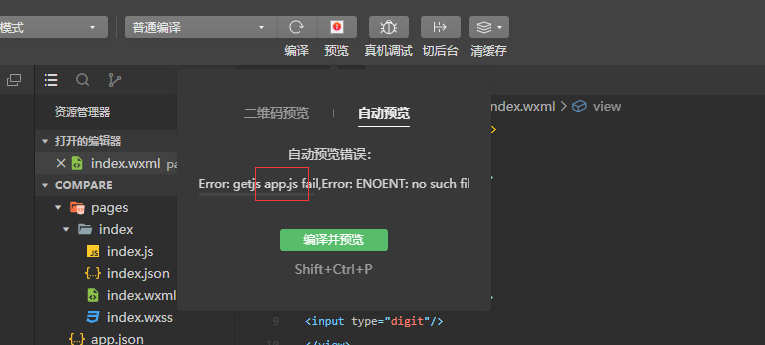 模式 普通编译
编译 预览 真机调试 切后台 清缓存
资源管理器
index.wxml > view
二维码预览 自动预览
打开的编辑器
index.wxml
自动预览错误：
COMPARE
Error: getjs app.js fail,Error: ENOENT: no such fil
pages
index
编译并预览
index.js
Shift+Ctrl+P
index.json
index.wxml
index.wxss
9 <input type="digit"/>
app.json
10 </view>